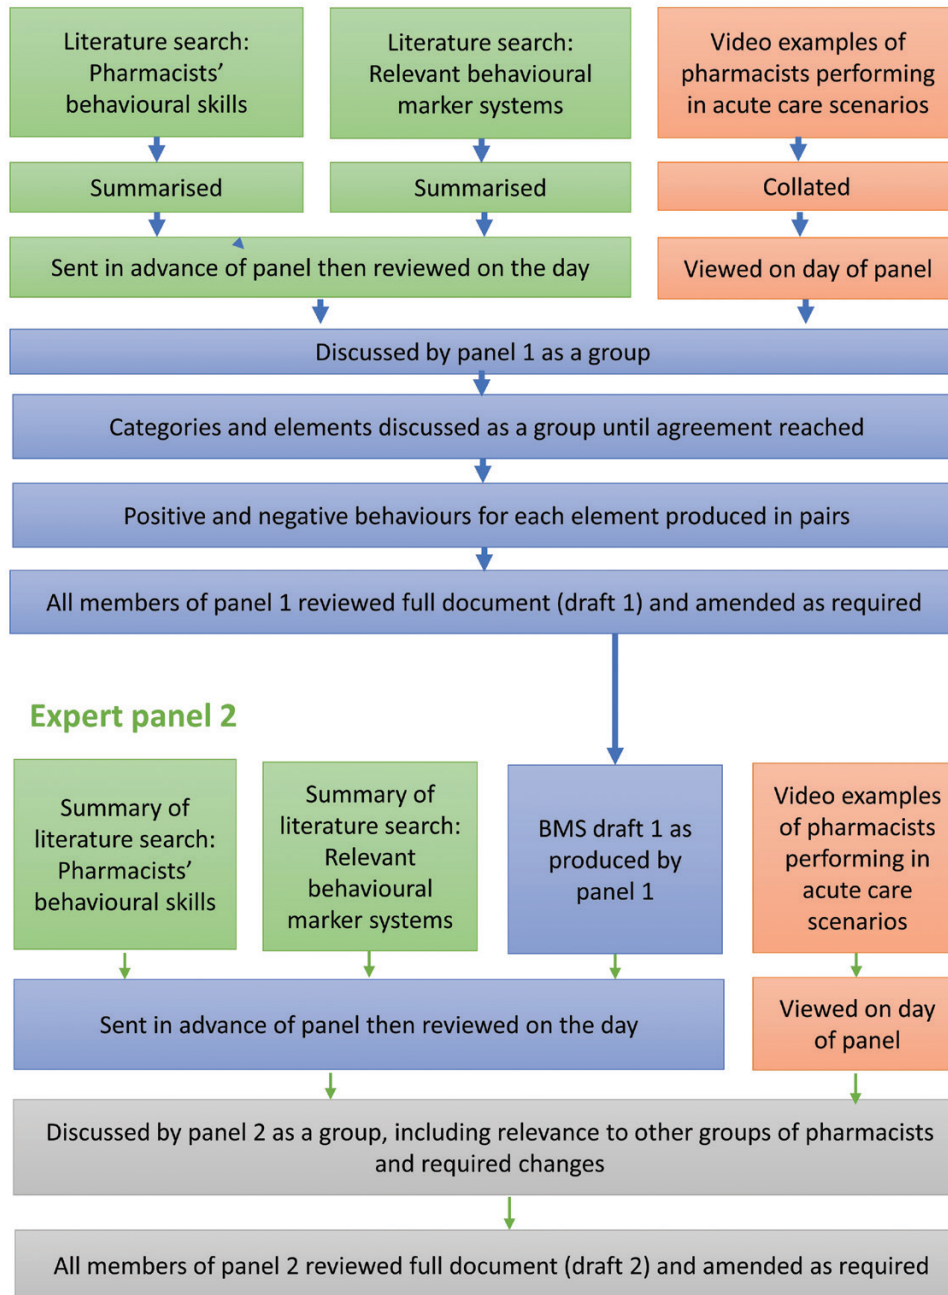 Literature search:
Pharmacists'
behavioural skills
Literature search:
Relevant behavioural
marker systems
Video examples of
pharmacists performing
in acute care scenarios
Summarised
Summarised
Collated
Sent in advance of panel then reviewed on the day
Viewed on day of panel
Discussed by panel 1 as a group
Categories and elements discussed as a group until agreement reached
Positive and negative behaviours for each element produced in pairs
All members of panel 1 reviewed full document (draft 1) and amended as required
Expert panel 2
Summary of
literature search:
Pharmacists'
behavioural skills
Summary of
literature search:
Relevant
behavioural
marker systems
BMS draft 1 as
produced by
panel 1
Video examples
of pharmacists
performing in
acute care
scenarios
Sent in advance of panel then reviewed on the day
Viewed on day
of panel
Discussed by panel 2 as a group, including relevance to other groups of pharmacists
and required changes
All members of panel 2 reviewed full document (draft 2) and amended as required